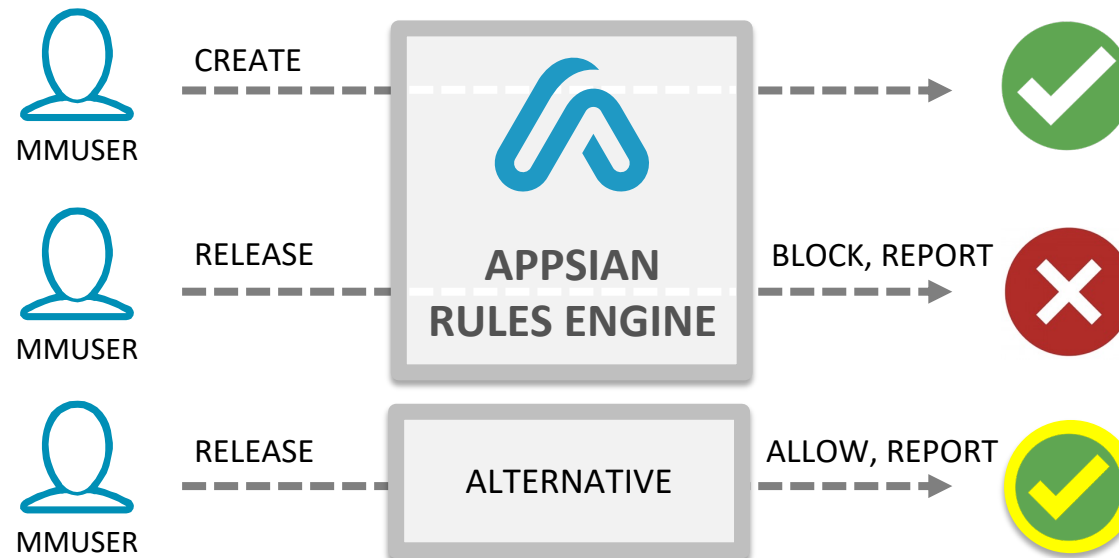 CREATE
MMUSER
RELEASE
APPSIAN
RULES ENGINE
BLOCK, REPORT
MMUSER
RELEASE
ALTERNATIVE
ALLOW, REPORT
MMUSER